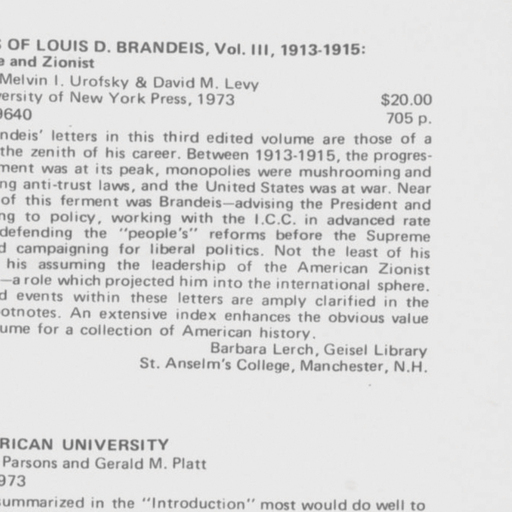 OF LOUIS D. BRANDEIS, Vol. III, 1913-1915:
and Zionist
Melvin I. Urofsky & David M. Levy
ersity of New York Press, 1973 $20.00
9640 705 p.
ndeis' letters in this third edited volume are those of a
the zenith of his career. Between 1913-1915, the progres-
ment was at its peak, monopolies were mushrooming and
ng anti-trust laws, and the United States was at war. Near
of this ferment was Brandeis—advising the President and
ng to policy, working with the I.C.C. in advanced rate
defending the "people's" reforms before the Supreme
d campaigning for liberal politics. Not the least of his
his assuming the leadership of the American Zionist
—a role which projected him into the international sphere.
d events within these letters are amply clarified in the
otnotes. An extensive index enhances the obvious value
ume for a collection of American history.
Barbara Lerch, Geisel Library
St. Anselm's College, Manchester, N.H.
RICAN UNIVERSITY
Parsons and Gerald M. Platt
973
summarized in the "Introduction" most would do well to